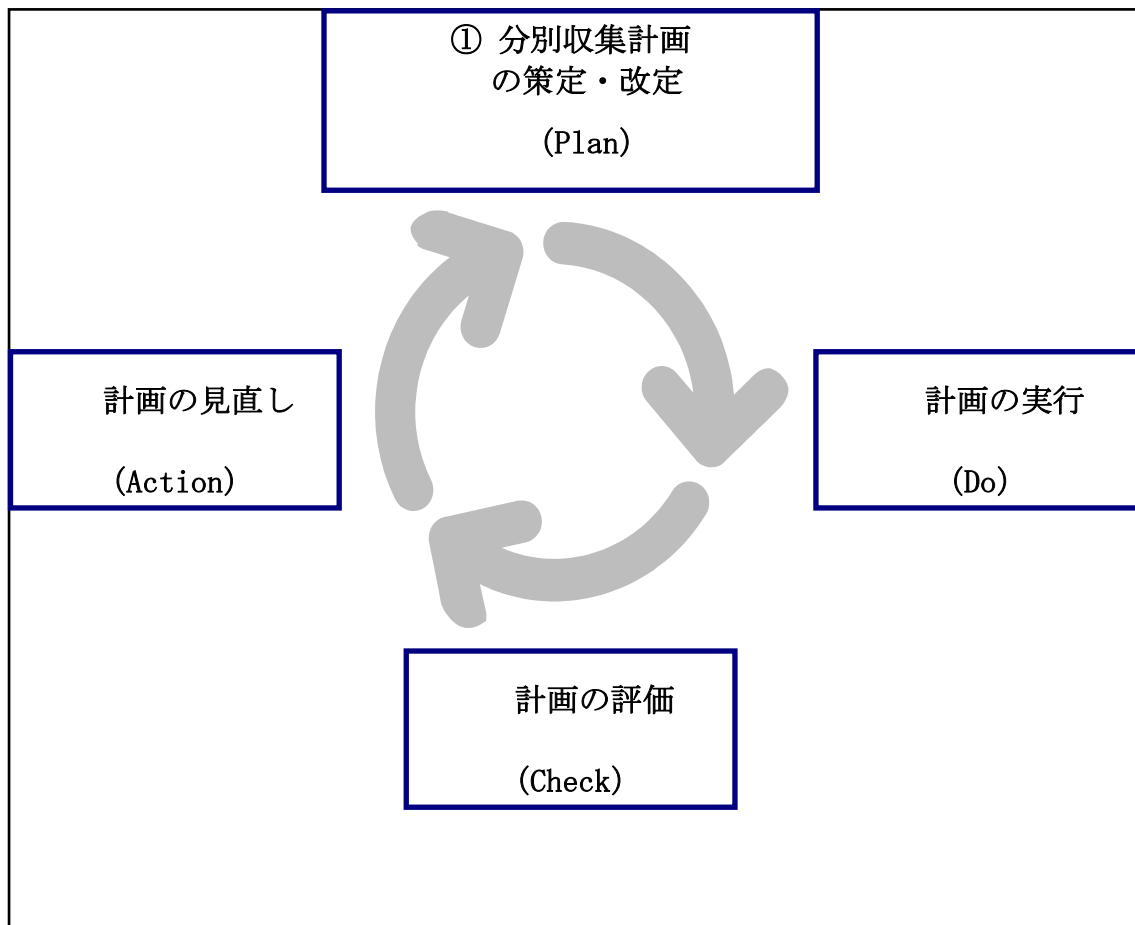 ① 分別収集計画
の策定・改定
(Plan)
計画の見直し
(Action)
計画の実行
(Do)
計画の評価
(Check)